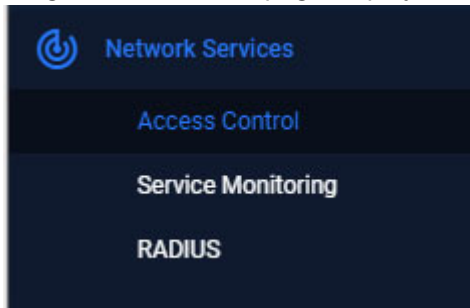 Network Services
Access Control
Service Monitoring
RADIUS